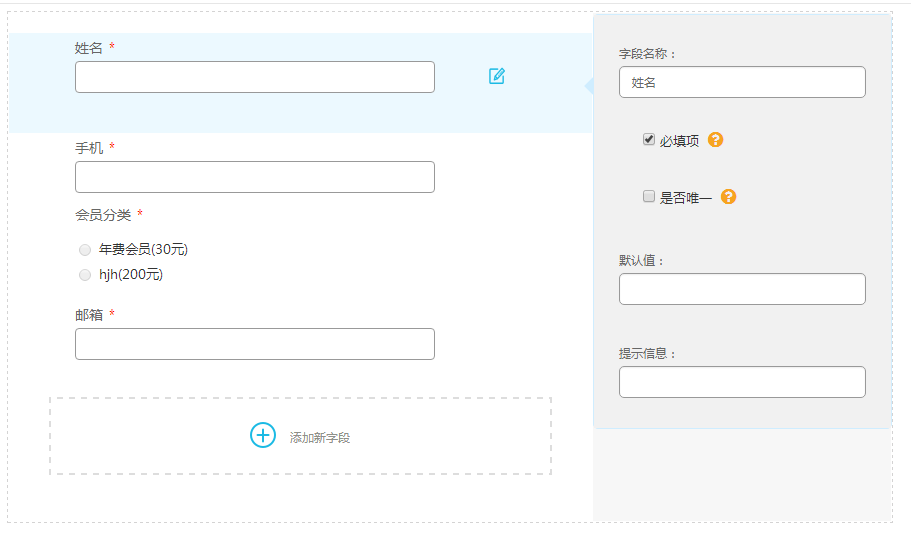 姓名 *
手机 *
会员分类 *
年费会员(30元)
hjh(200元)
邮箱 *
添加新字段
字段名称：
姓名
必填项 ?
是否唯一 ?
默认值：
提示信息：